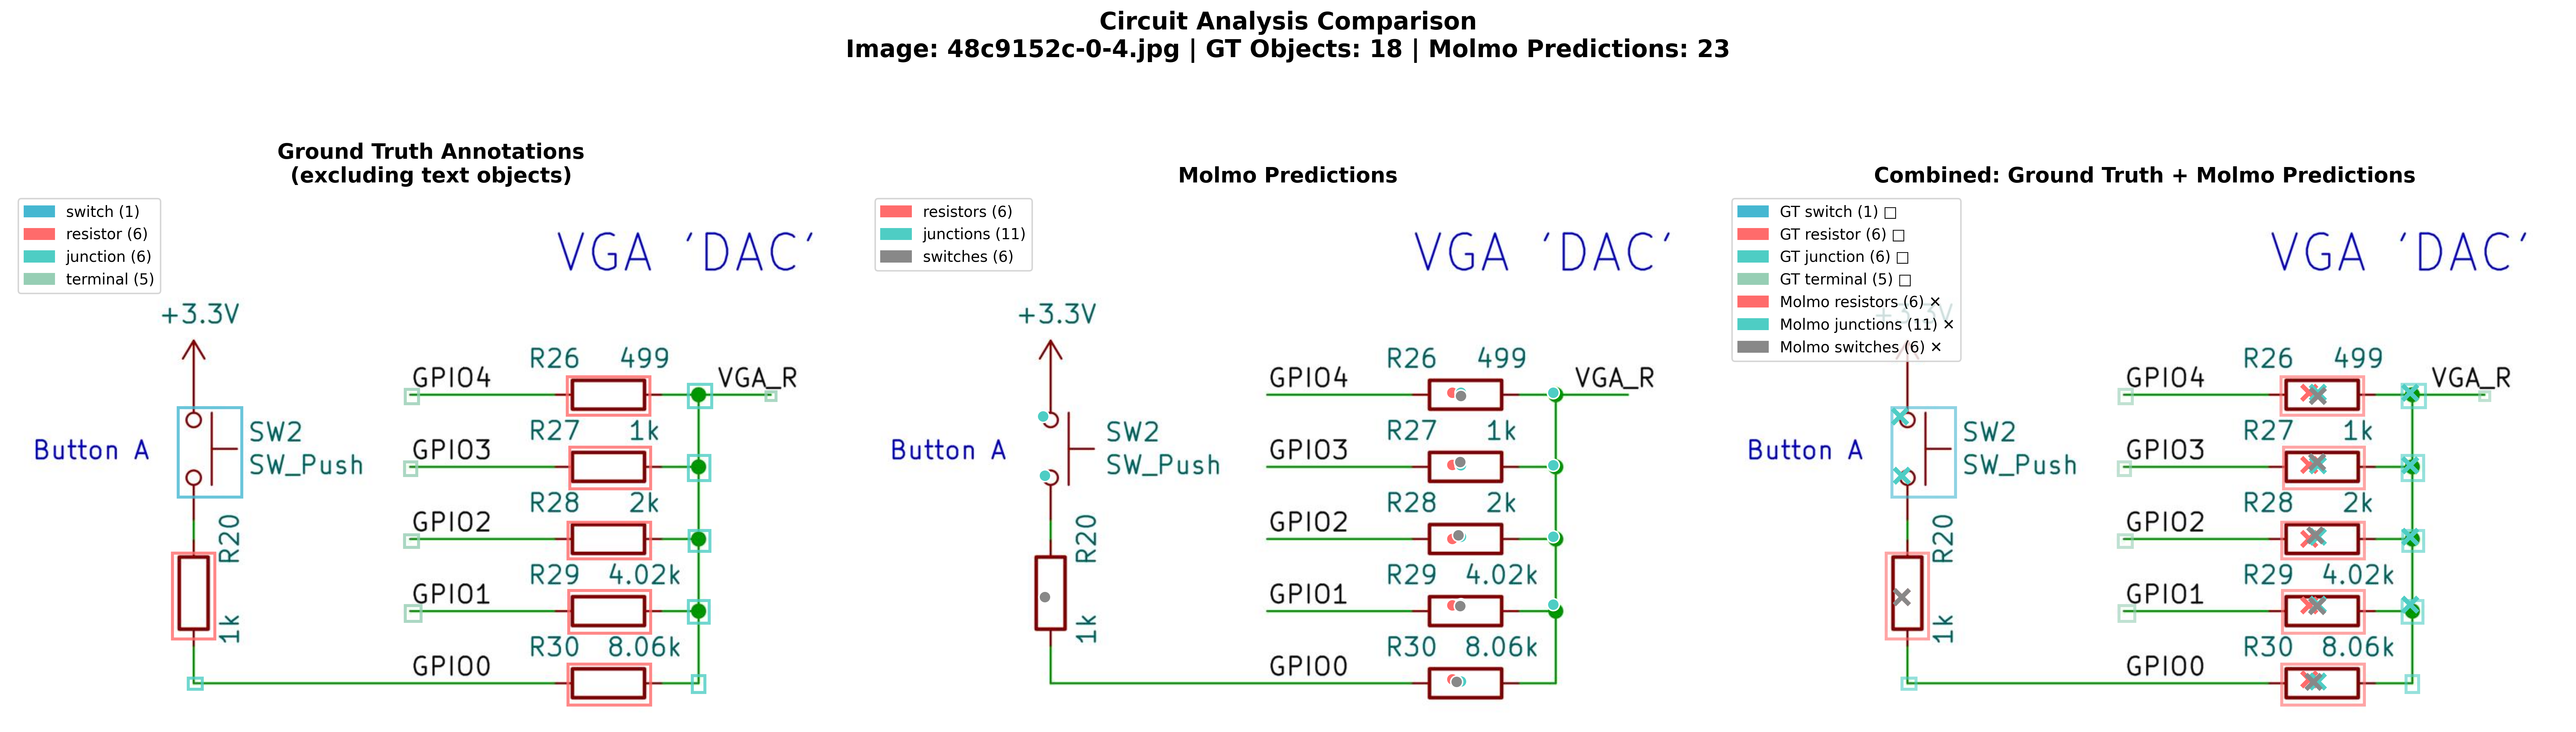 Circuit Analysis Comparison
Image: 48c9152c-0-4.jpg | GT Objects: 18 | Molmo Predictions: 23
Ground Truth Annotations
(excluding text objects)
switch (1)
resistor (6)
junction (6)
terminal (5)
VGA 'DAC'
+3.3V
R26 499
GPIO4
VGA_R
Button A
SW2
SW_Push
R27 1k
GPIO3
R28 2k
GPIO2
R20
1k
R29 4.02k
GPIO1
R30 8.06k
GPIO0
Molmo Predictions
resistors (6)
junctions (11)
switches (6)
VGA 'DAC'
+3.3V
R26 499
GPIO4
VGA_R
Button A
SW2
SW_Push
R27 1k
GPIO3
R28 2k
GPIO2
R20
1k
R29 4.02k
GPIO1
R30 8.06k
GPIO0
Combined: Ground Truth + Molmo Predictions
GT switch (1) □
GT resistor (6) □
GT junction (6) □
GT terminal (5) □
Molmo resistors (6) ✕
Molmo junctions (11) ✕
Molmo switches (6) ✕
VGA 'DAC'
+3.3V
R26 499
GPIO4
VGA_R
Button A
SW2
SW_Push
R27 1k
GPIO3
R28 2k
GPIO2
R20
1k
R29 4.02k
GPIO1
R30 8.06k
GPIO0